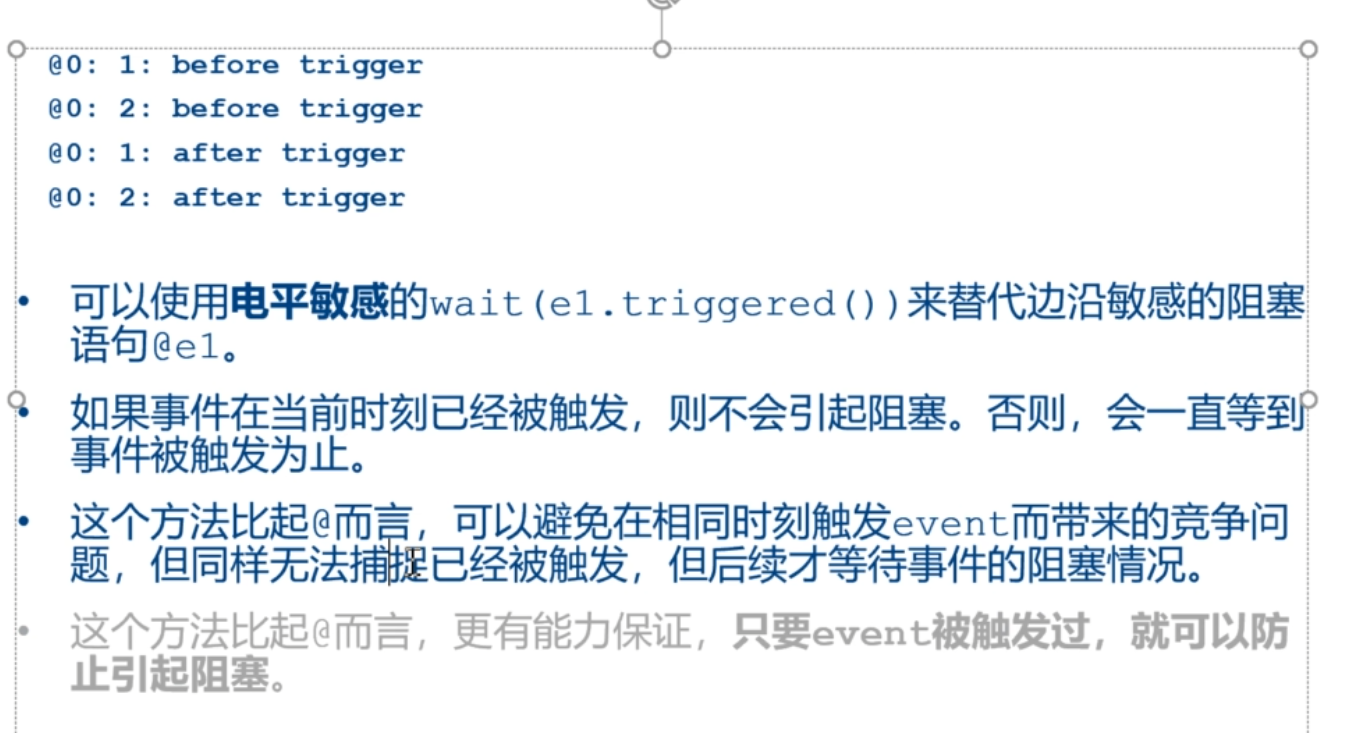 @0: 1: before trigger
@0: 2: before trigger
@0: 1: after trigger
@0: 2: after trigger
• 可以使用电平敏感的wait(e1.triggered())来替代边沿敏感的阻塞
语句@e1。
• 如果事件在当前时刻已经被触发，则不会引起阻塞。否则，会一直等到
事件被触发为止。
• 这个方法比起@而言，可以避免在相同时刻触发event而带来的竞争问
题，但同样无法捕捉已经被触发，但后续才等待事件的阻塞情况。
• 这个方法比起@而言，更有能力保证，只要event被触发过，就可以防
止引起阻塞。